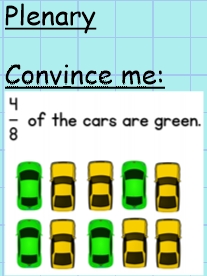 Plenary
Convince me:
4/8 of the cars are green.